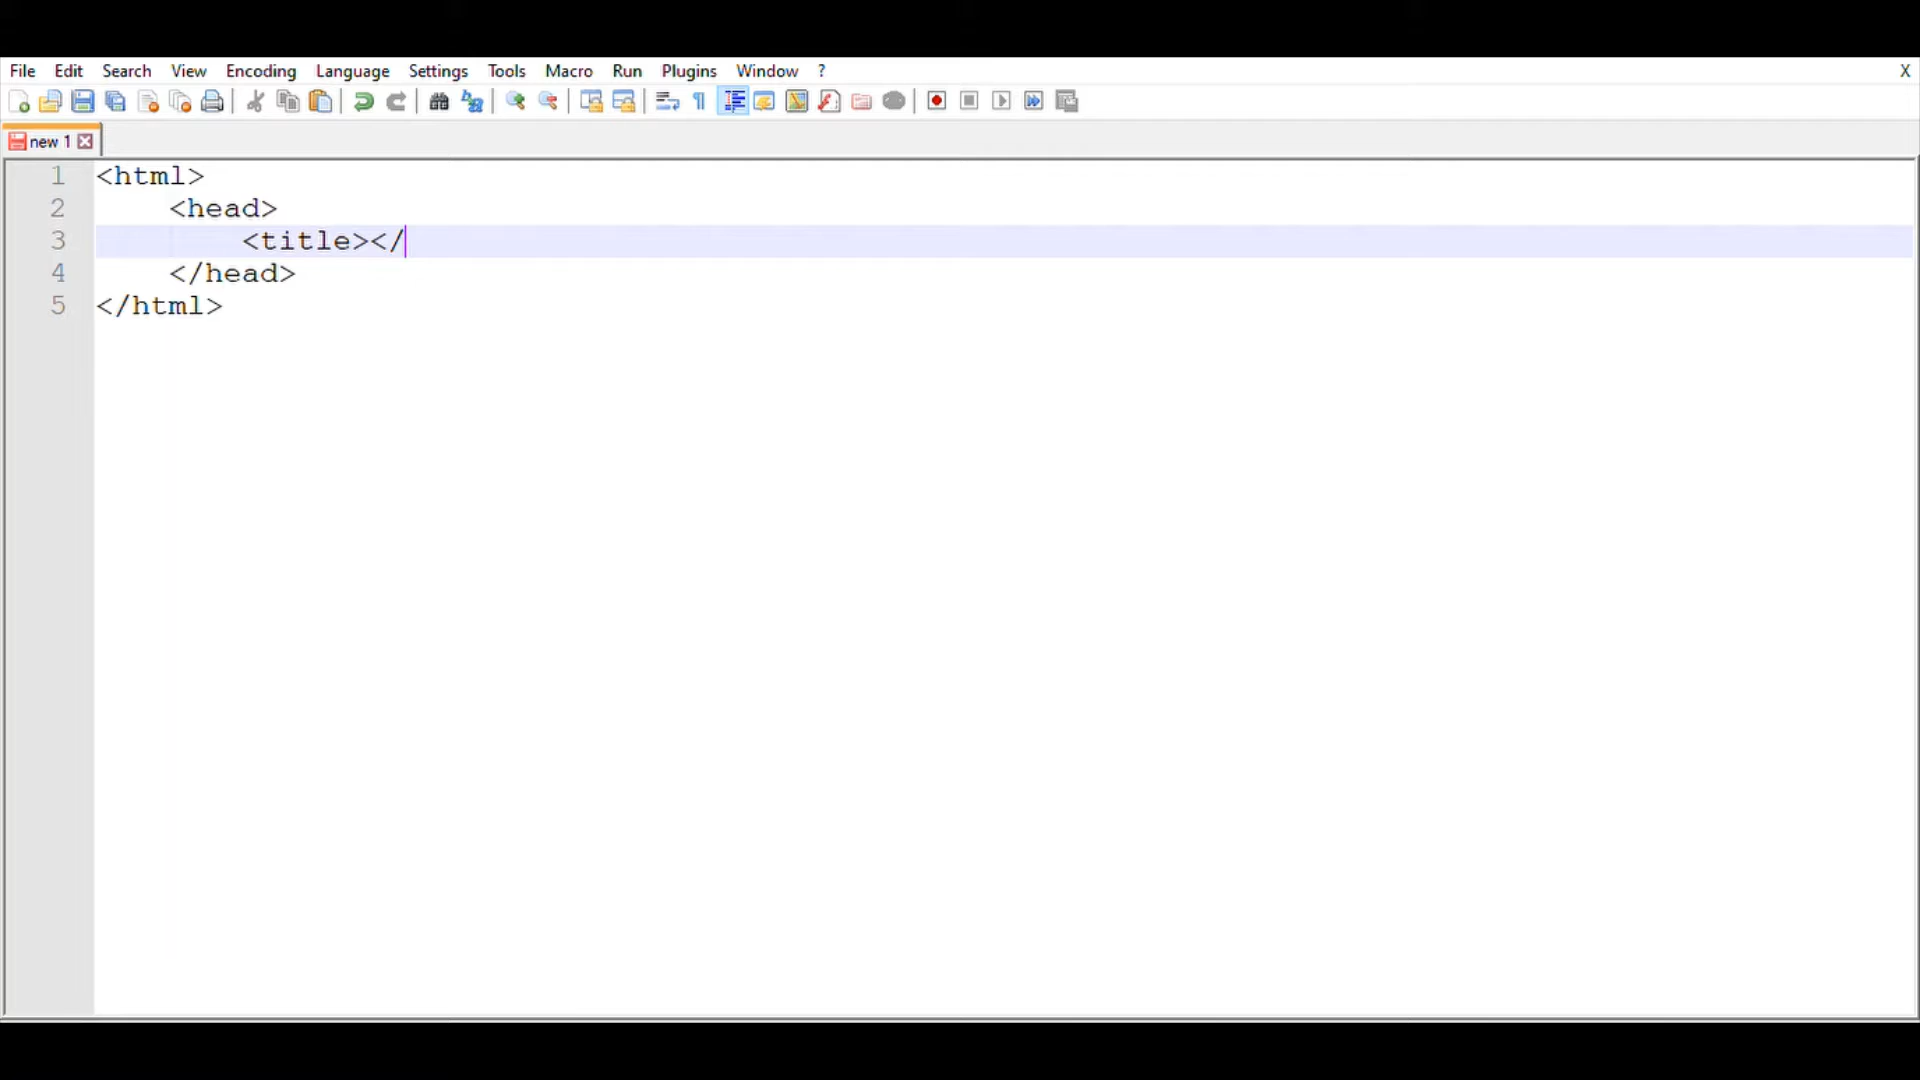 File Edit Search View Encoding Language Settings Tools Macro Run Plugins Window ? X
new 1
1 <html>
2 <head>
3 <title></
4 </head>
5 </html>